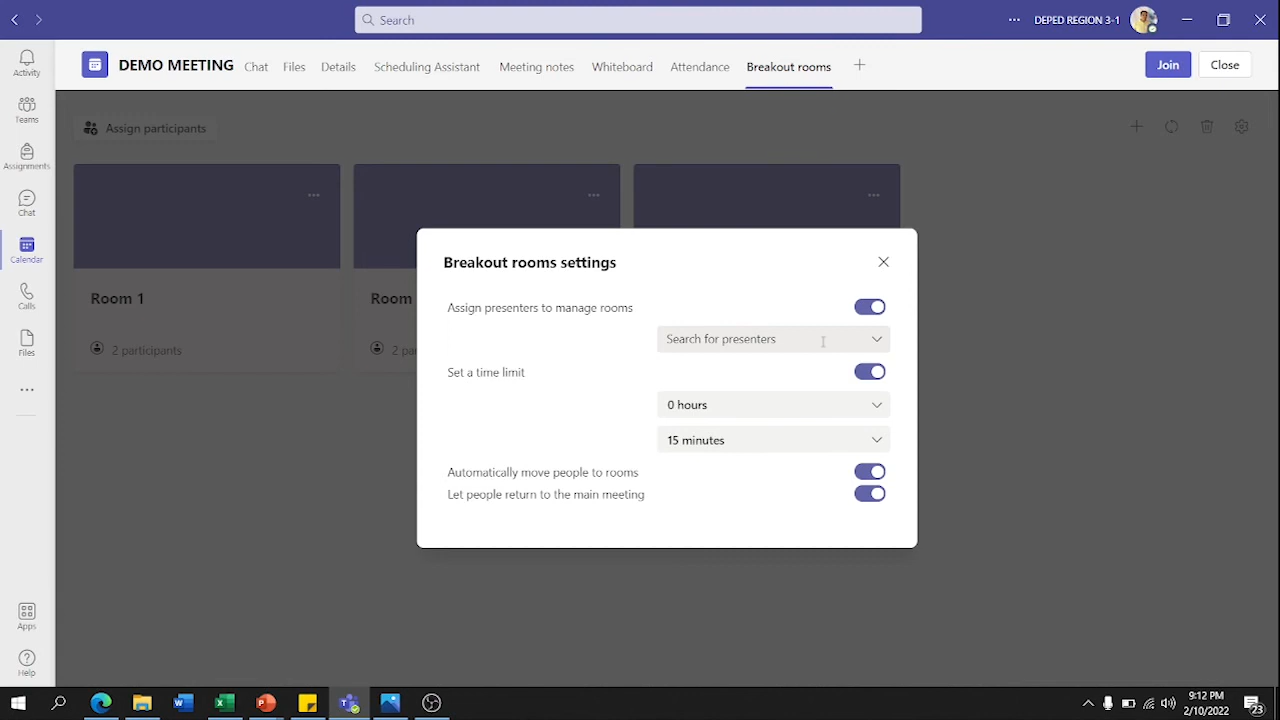 Search
DEPED REGION 3-1
DEMO MEETING
Chat
Files
Details
Scheduling Assistant
Meeting notes
Whiteboard
Attendance
Breakout rooms
Join
Close
Activity
Teams
Assignments
Chat
Calendar
Calls
Files
Apps
Help
Assign participants
Room 1
2 participants
Room
2 pa
Breakout rooms settings
Assign presenters to manage rooms
Search for presenters
Set a time limit
0 hours
15 minutes
Automatically move people to rooms
Let people return to the main meeting
9:12 PM
2/10/2022
23